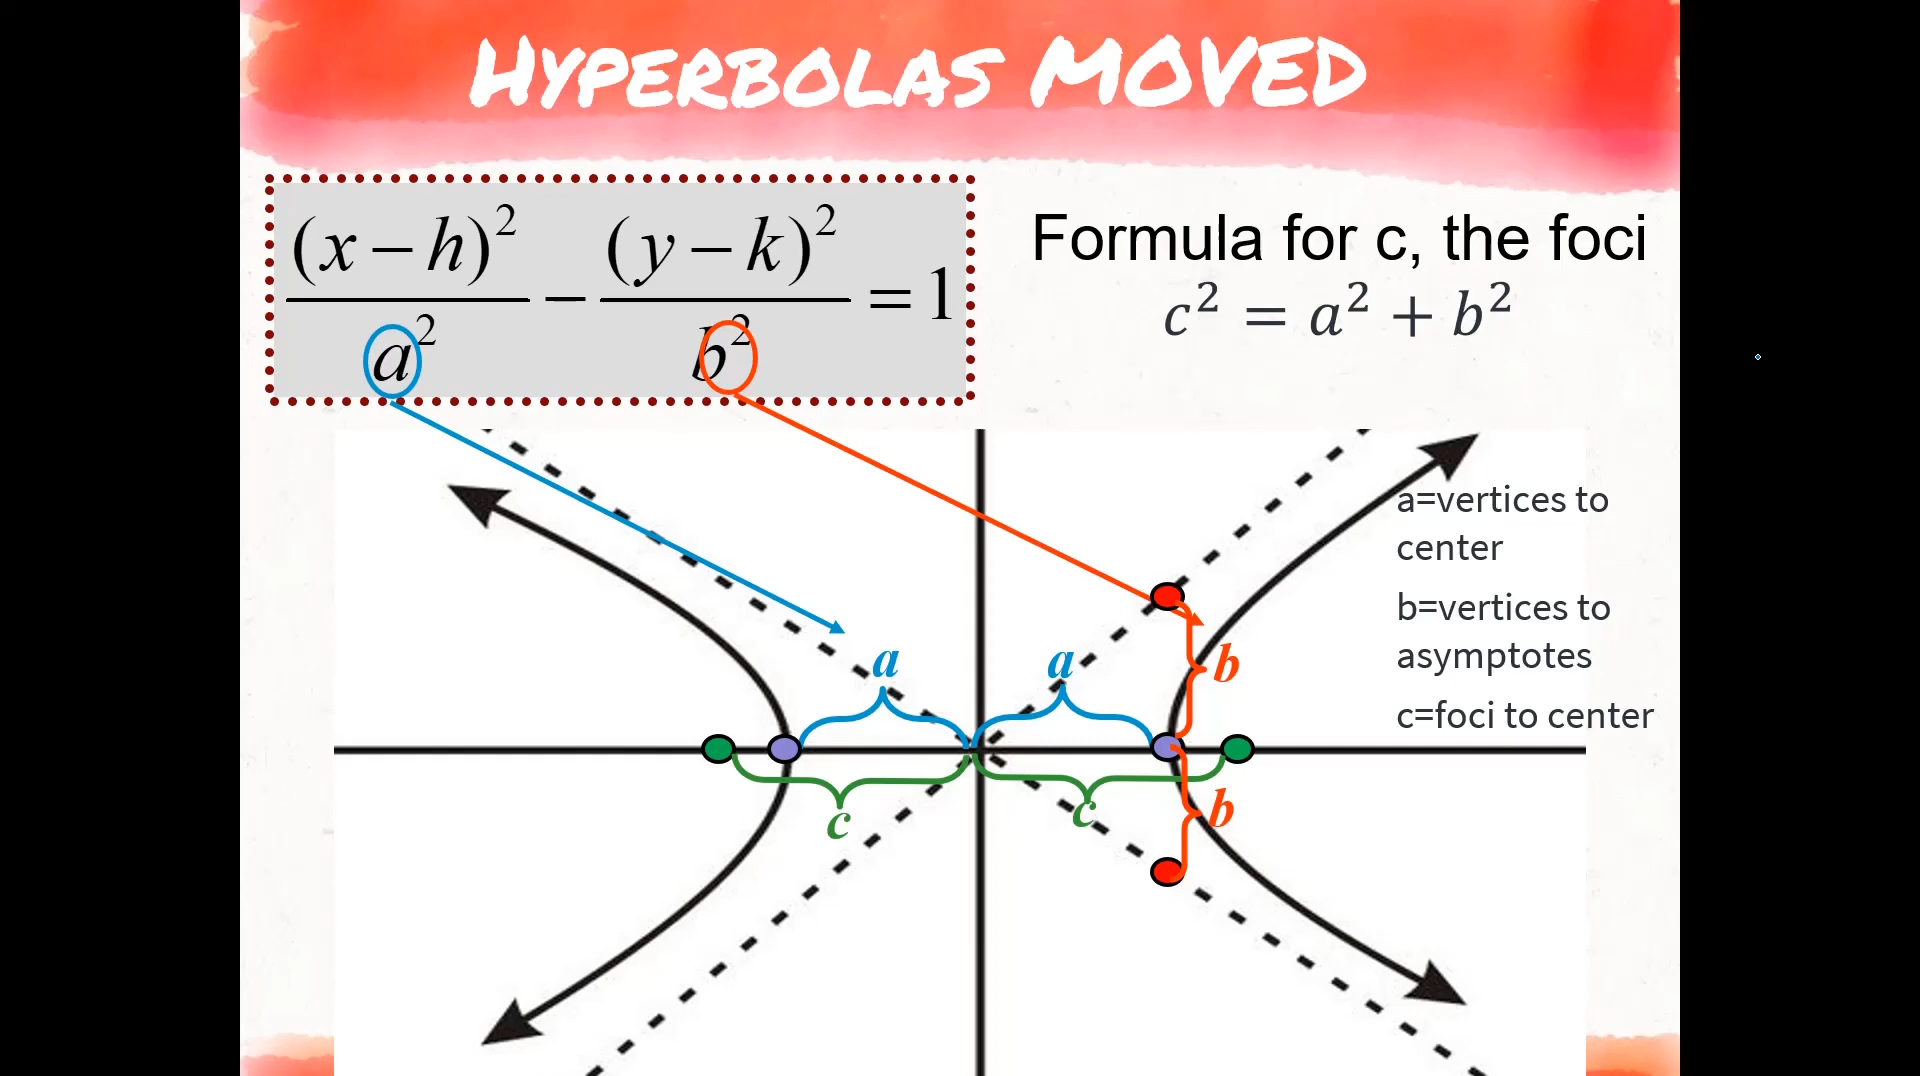 HYPERBOLAS MOVED
(x − h)² / a² − (y − k)² / b² = 1
Formula for c, the foci
c² = a² + b²
a=vertices to
center
b=vertices to
asymptotes
c=foci to center
a a b
c c b